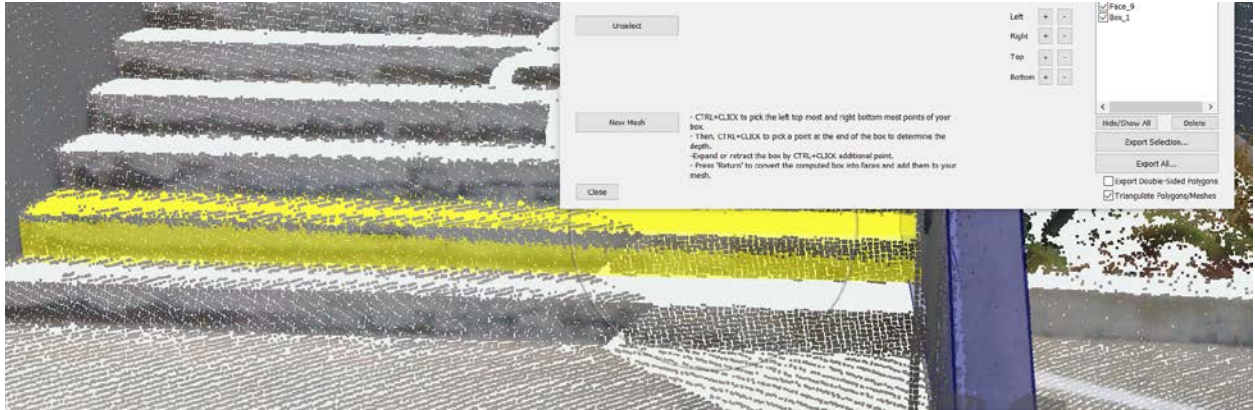 Unselect
Left + -
Right + -
Top + -
Bottom + -
Face_9
Box_1
New Mesh
- CTRL+CLICK to pick the left top most and right bottom most points of your
box.
- Then, CTRL+CLICK to pick a point at the end of the box to determine the
depth.
-Expand or retract the box by CTRL+CLICK additional point.
- Press 'Return' to convert the computed box into faces and add them to your
mesh.
Close
Hide/Show All
Delete
Export Selection...
Export All...
Export Double-Sided Polygons
Triangulate Polygons/Meshes